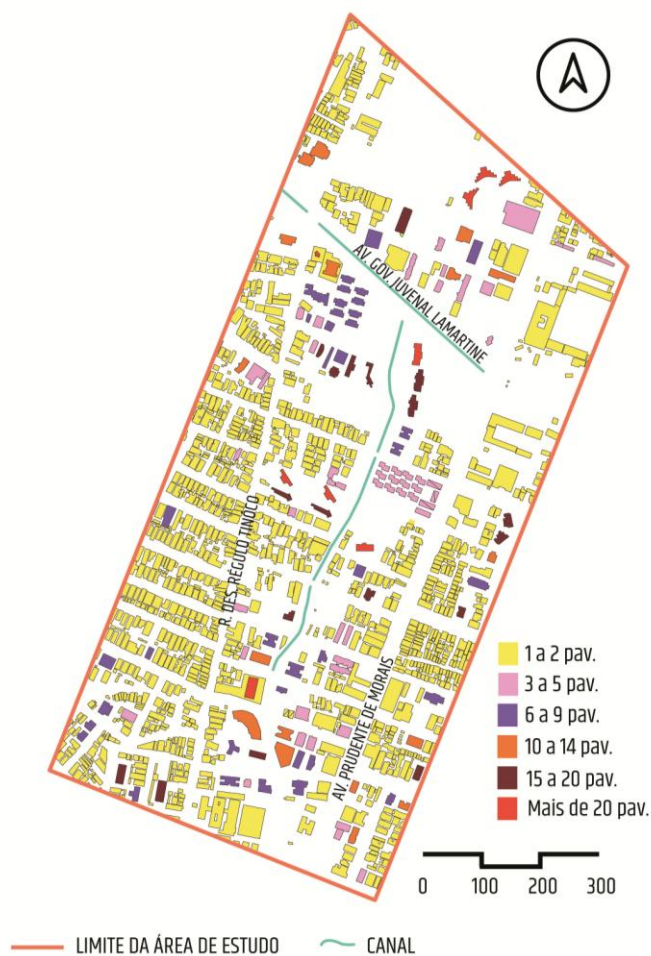 AV. GOV. JUVENAL LAMARTINE
R. DES. RÉGULO TINOCO
AV. PRUDENTE DE MORAIS
1 a 2 pav.
3 a 5 pav.
6 a 9 pav.
10 a 14 pav.
15 a 20 pav.
Mais de 20 pav.
0 100 200 300
LIMITE DA ÁREA DE ESTUDO CANAL